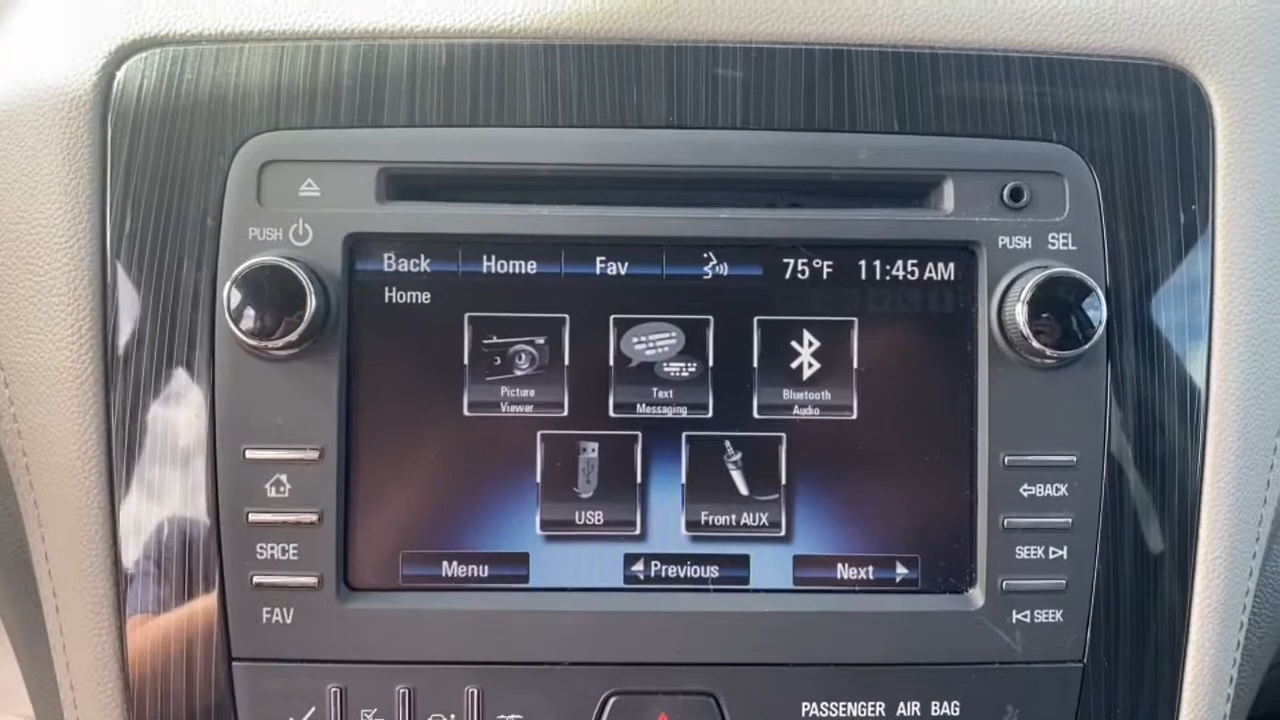 PUSH
PUSH SEL
Back Home Fav 75°F 11:45 AM
Home
Picture
Viewer
Text
Messaging
Bluetooth
Audio
USB
Front AUX
Menu Previous Next
SRCE
FAV
BACK
SEEK
SEEK
PASSENGER AIR BAG